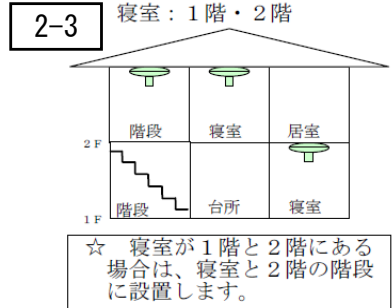 2-3
寝室：１階・２階
階段
寝室
居室
２Ｆ
階段
台所
寝室
１Ｆ
☆　寝室が１階と２階にある
場合は、寝室と２階の階段
に設置します。